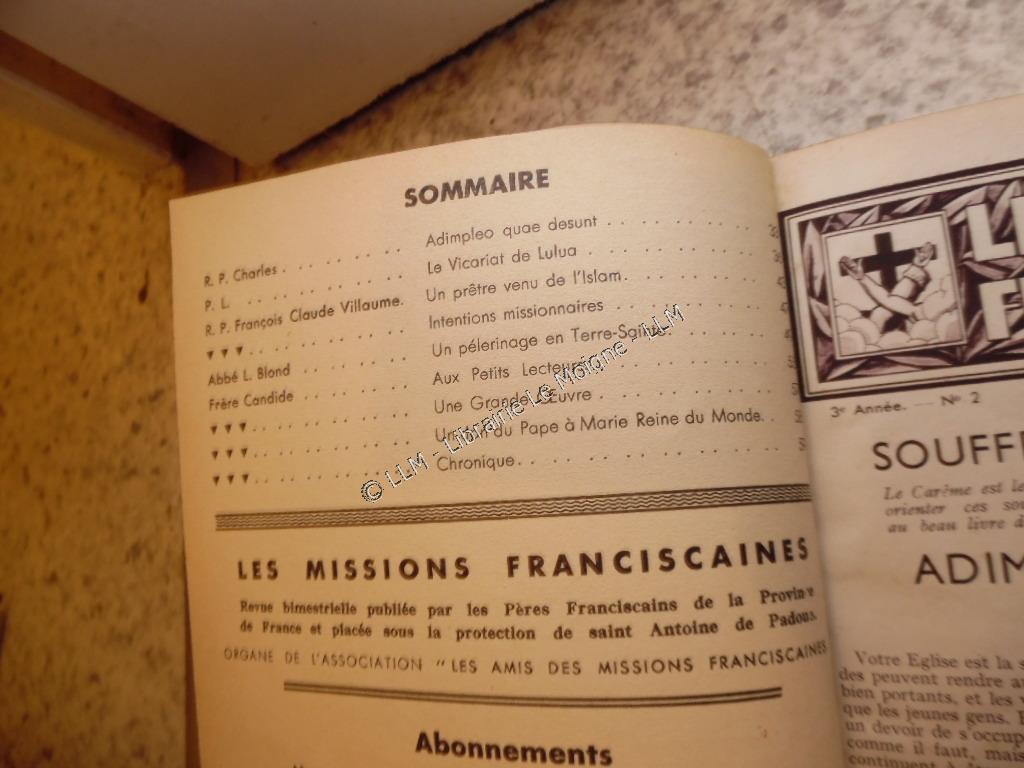 SOMMAIRE
R. P. Charles . . . . . . . . . Adimpleo quae desunt . . . . . . . . .
P. L. . . . . . . . . . . . Le Vicariat de Lulua . . . . . . . . .
R. P. François Claude Villaume. Un prêtre venu de l'Islam. . . . . . . .
▼ ▼ ▼ . . . . . . . . . . Intentions missionnaires . . . . . . . .
Abbé L. Blond . . . . . . . Un pélerinage en Terre-Sainte. . . . . .
Frère Candide . . . . . . . Aux Petits Lecteurs . . . . . . . .
▼ ▼ ▼ . . . . . . . . . . Une Grande Œuvre . . . . . . . . .
▼ ▼ ▼ . . . . . . . . . . du Pape à Marie Reine du Monde. .
▼ ▼ ▼ . . . . . . . . . . Chronique. . . . . . . . . . . . .
© LLM - Librairie Le Moigne - LLM
LES MISSIONS FRANCISCAINES
Revue bimestrielle publiée par les Pères Franciscains de la Province
de France et placée sous la protection de saint Antoine de Padoue.
ORGANE DE L'ASSOCIATION "LES AMIS DES MISSIONS FRANCISCAINES
Abonnements
L
F
3e Année. — No 2
SOUFF
Le Carême est le
orienter ces
au beau livre d
ADIM
Votre Eglise est la
des peuvent rendre
bien portants, et les
que les jeunes gens.
un devoir de s'occup
comme il faut, mais
continuent à